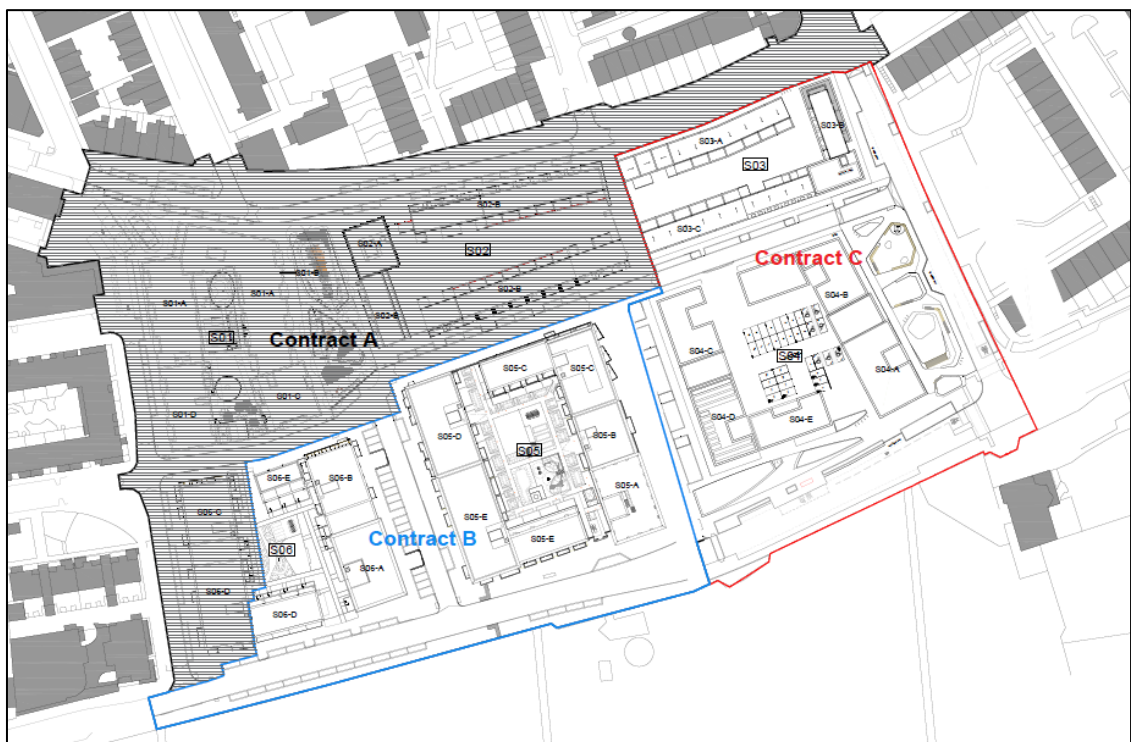 S03-B
S03-A
S03
S02-B
S03-C
S02-A
S02
Contract C
S01-B
S01-A
S01-A
S02-B
S04-B
S02-B
S01
Contract A
S04-C
S04
S05-C
S05-C
S04-A
S01-C
S01-D
S04-D
S04-E
S05-D
S05-B
S05
S06-E
S06-B
S05-A
S06-C
S05-E
Contract B
S05-E
S06
S06-A
S06-D
S06-D